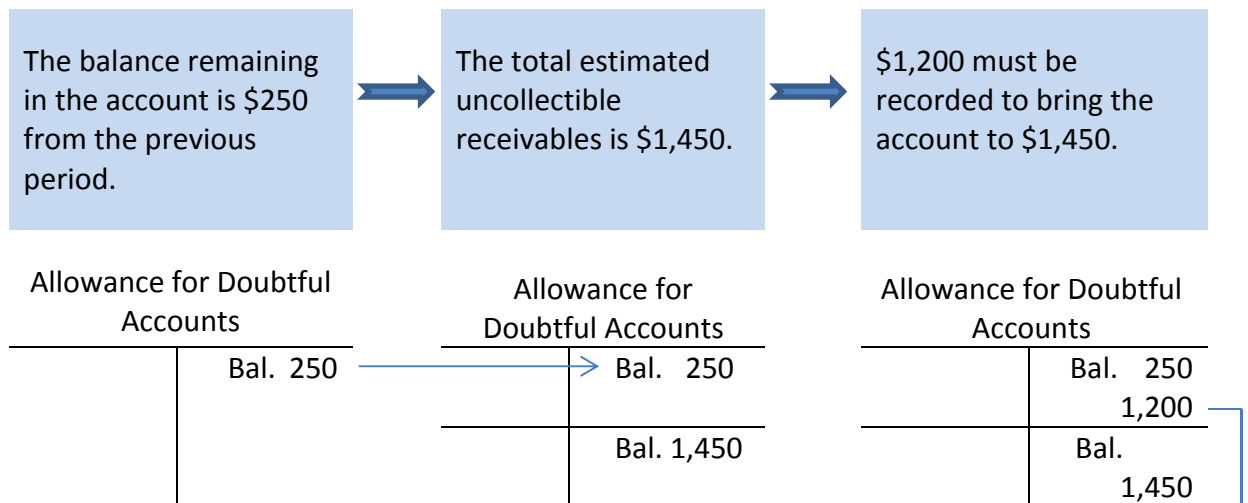 The balance remaining
in the account is $250
from the previous
period.
The total estimated
uncollectible
receivables is $1,450.
$1,200 must be
recorded to bring the
account to $1,450.
Allowance for Doubtful
Accounts
Bal. 250
Allowance for
Doubtful Accounts
Bal. 250
Bal. 1,450
Allowance for Doubtful
Accounts
Bal. 250
1,200
Bal.
1,450